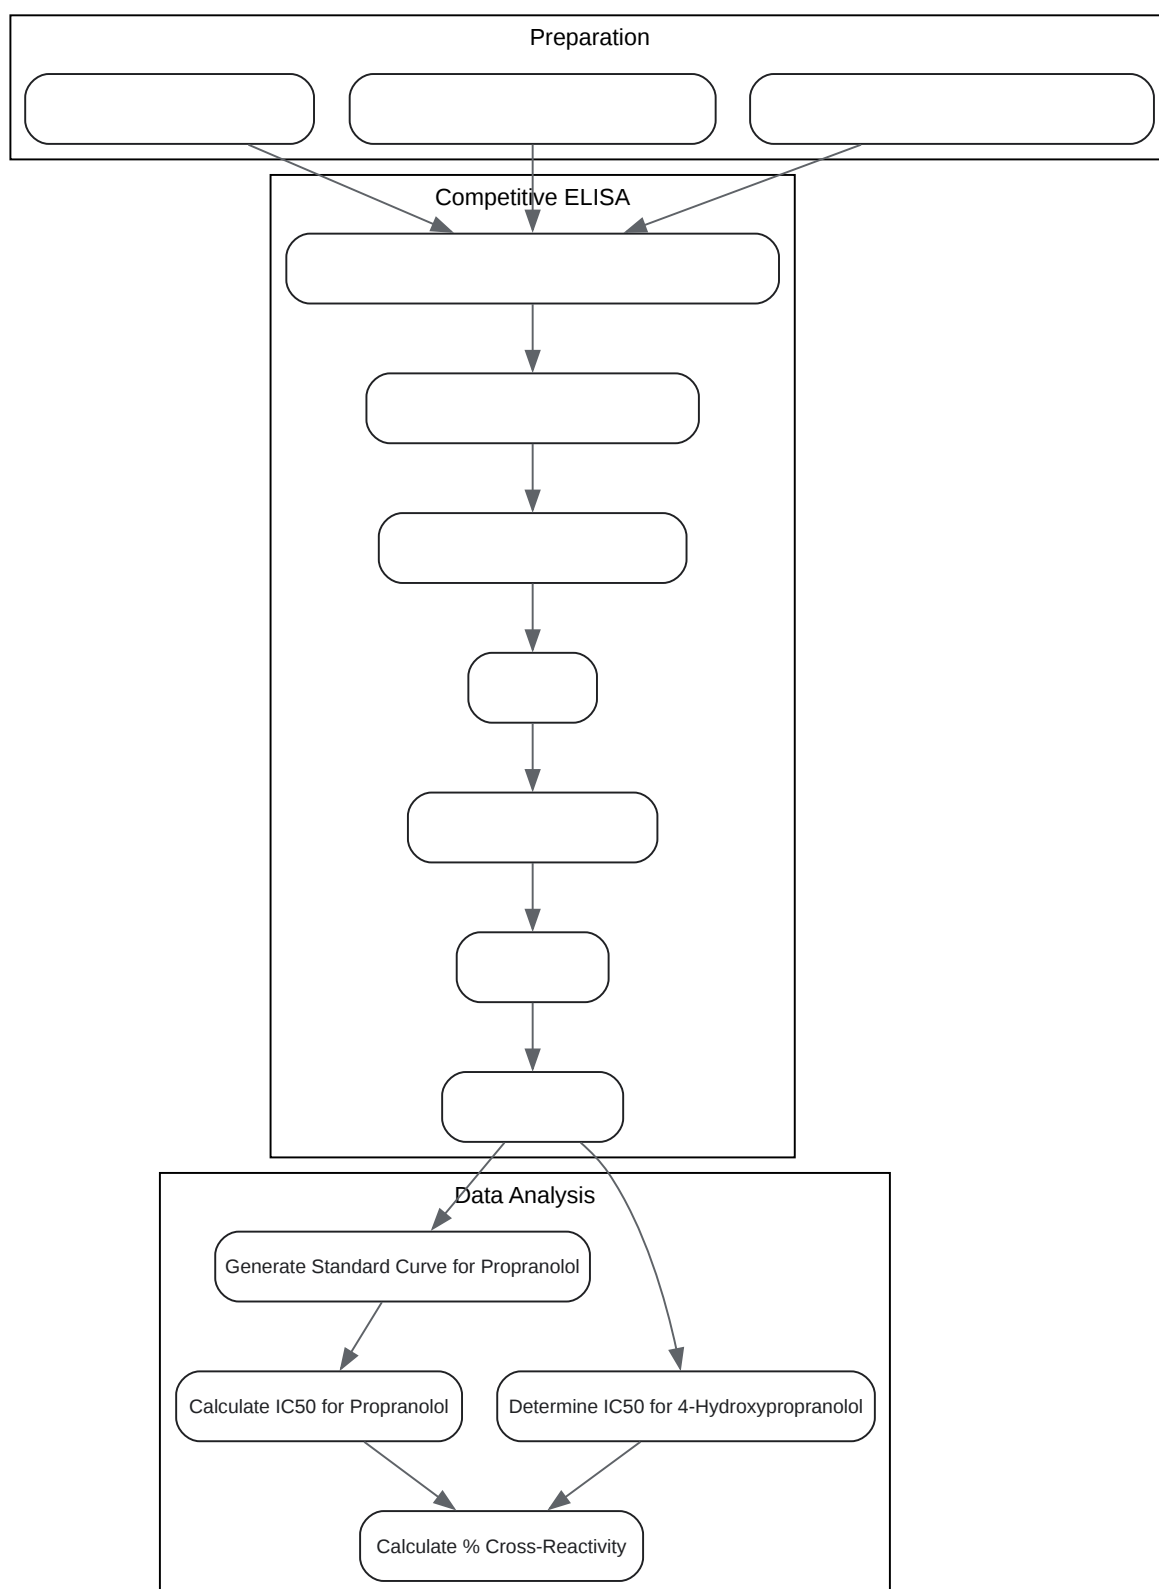 Preparation
Competitive ELISA
Data Analysis
Generate Standard Curve for Propranolol
Calculate IC50 for Propranolol
Determine IC50 for 4-Hydroxypropranolol
Calculate % Cross-Reactivity